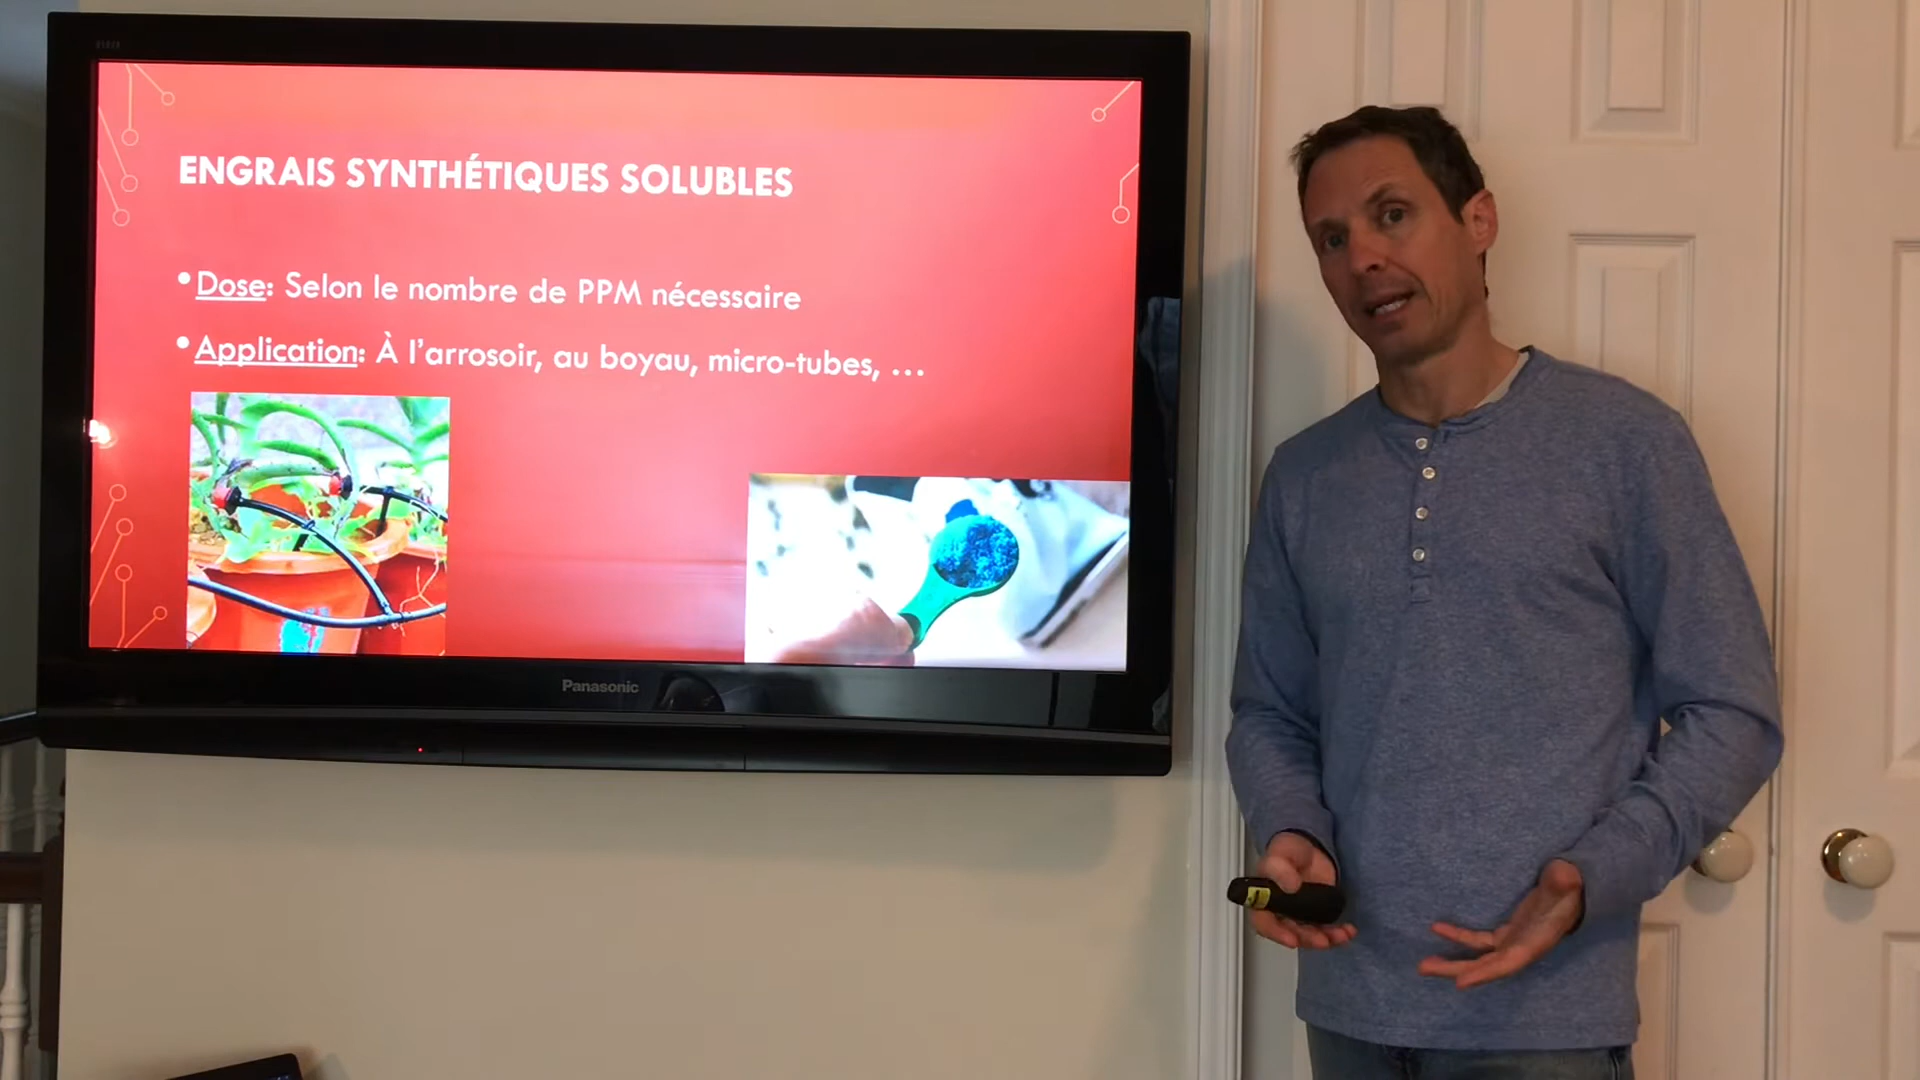 ENGRAIS SYNTHÉTIQUES SOLUBLES
•Dose: Selon le nombre de PPM nécessaire
•Application: À l'arrosoir, au boyau, micro-tubes, ...
Panasonic